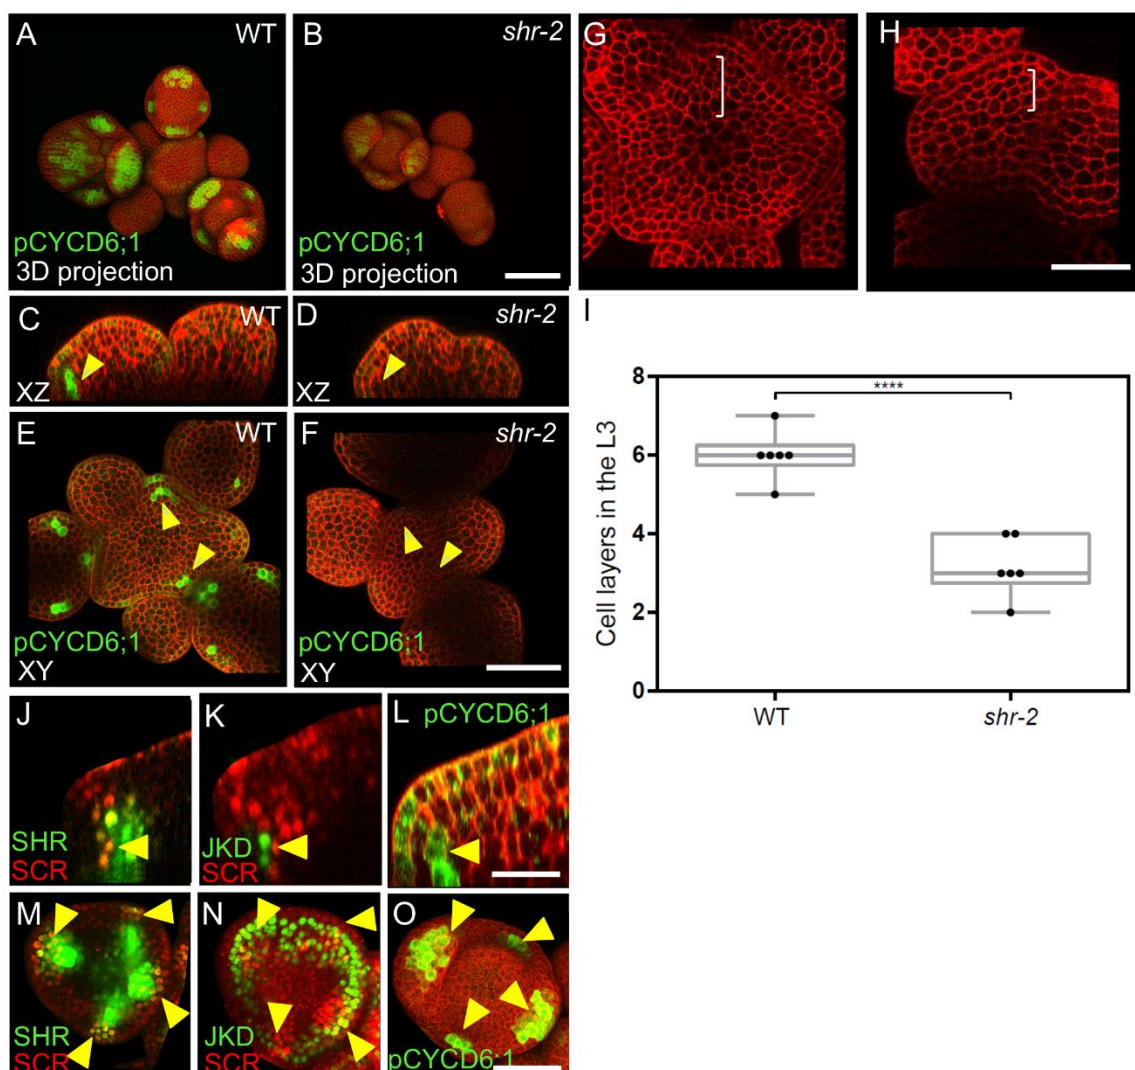 A
WT
pCYCD6;1
3D projection
B
shr-2
pCYCD6;1
3D projection
G
H
C
WT
XZ
D
shr-2
XZ
E
WT
pCYCD6;1
XY
F
shr-2
pCYCD6;1
XY
I
8
6
4
2
0
Cell layers in the L3
****
WT
shr-2
J
SHR
SCR
K
JKD
SCR
L
pCYCD6;1
M
SHR
SCR
N
JKD
SCR
O
pCYCD6;1